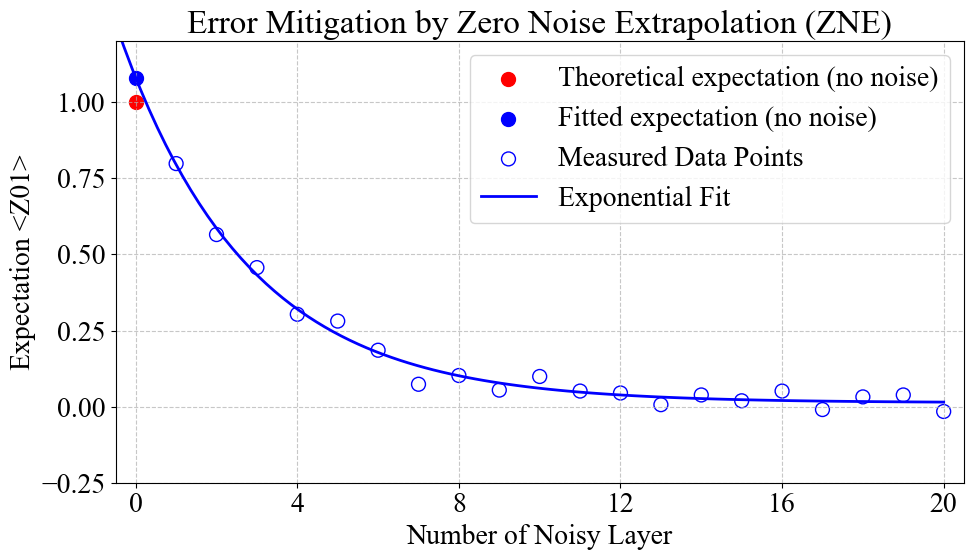 Error Mitigation by Zero Noise Extrapolation (ZNE)
Theoretical expectation (no noise)
Fitted expectation (no noise)
Measured Data Points
Exponential Fit
Expectation <Z01>
1.00
0.75
0.50
0.25
0.00
−0.25
0 4 8 12 16 20
Number of Noisy Layer